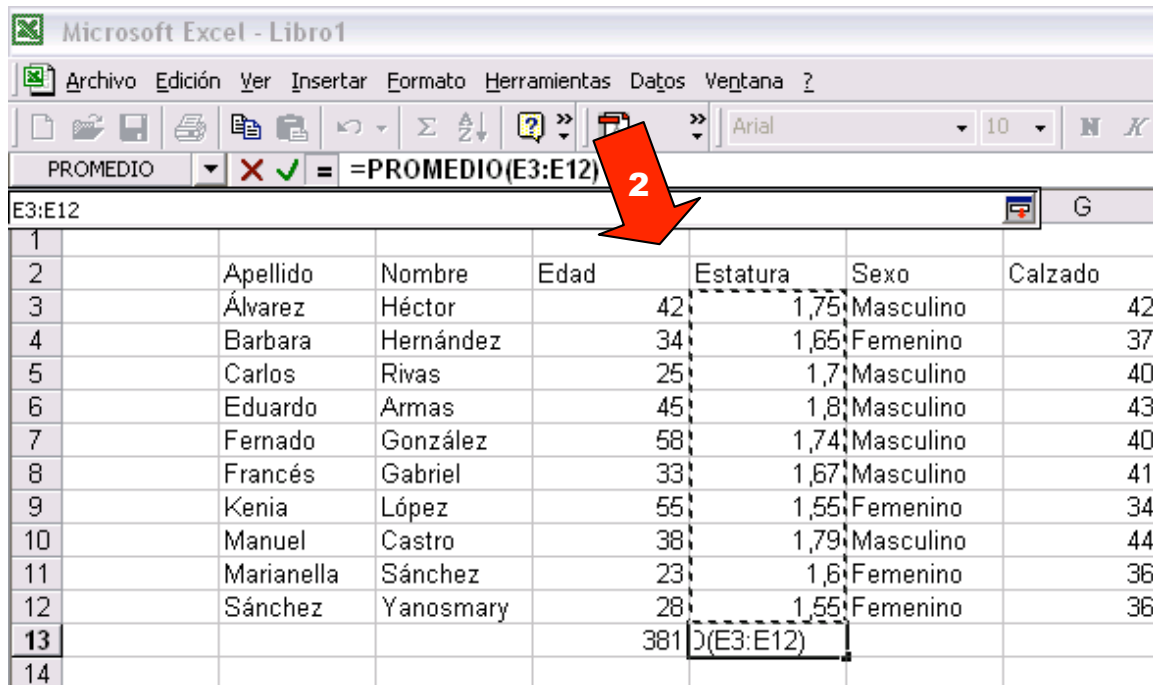 Microsoft Excel - Libro1
Archivo Edición Ver Insertar Formato Herramientas Datos Ventana ?
Arial 10 N K
PROMEDIO = =PROMEDIO(E3:E12)
2
E3:E12 G
1
2 Apellido Nombre Edad Estatura Sexo Calzado
3 Álvarez Héctor 42 1,75 Masculino 42
4 Barbara Hernández 34 1,65 Femenino 37
5 Carlos Rivas 25 1,7 Masculino 40
6 Eduardo Armas 45 1,8 Masculino 43
7 Fernado González 58 1,74 Masculino 40
8 Francés Gabriel 33 1,67 Masculino 41
9 Kenia López 55 1,55 Femenino 34
10 Manuel Castro 38 1,79 Masculino 44
11 Marianella Sánchez 23 1,6 Femenino 36
12 Sánchez Yanosmary 28 1,55 Femenino 36
13 381 O(E3:E12)
14